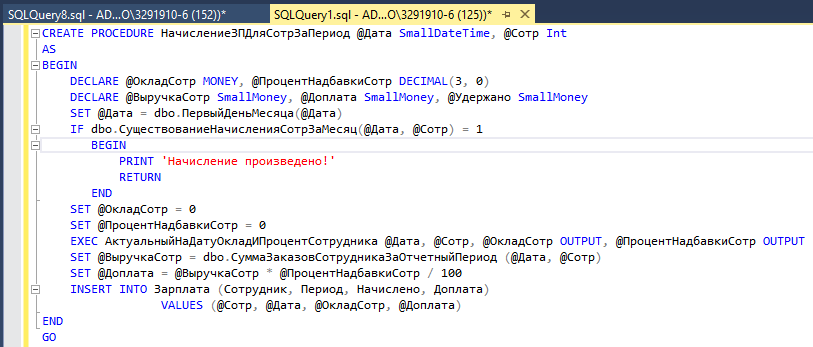 SQLQuery8.sql - AD...O\3291910-6 (152))*
SQLQuery1.sql - AD...O\3291910-6 (125))*
CREATE PROCEDURE НачислениеЗПДляСотрЗаПериод @Дата SmallDateTime, @Сотр Int
AS
BEGIN
DECLARE @ОкладСотр MONEY, @ПроцентНадбавкиСотр DECIMAL(3, 0)
DECLARE @ВыручкаСотр SmallMoney, @Доплата SmallMoney, @Удержано SmallMoney
SET @Дата = dbo.ПервыйДеньМесяца(@Дата)
IF dbo.СуществованиеНачисленияСотрЗаМесяц(@Дата, @Сотр) = 1
BEGIN
PRINT 'Начисление произведено!'
RETURN
END
SET @ОкладСотр = 0
SET @ПроцентНадбавкиСотр = 0
EXEC АктуальныйНаДатуОкладИПроцентСотрудника @Дата, @Сотр, @ОкладСотр OUTPUT, @ПроцентНадбавкиСотр OUTPUT
SET @ВыручкаСотр = dbo.СуммаЗаказовСотрудникаЗаОтчетныйПериод (@Дата, @Сотр)
SET @Доплата = @ВыручкаСотр * @ПроцентНадбавкиСотр / 100
INSERT INTO Зарплата (Сотрудник, Период, Начислено, Доплата)
VALUES (@Сотр, @Дата, @ОкладСотр, @Доплата)
END
GO